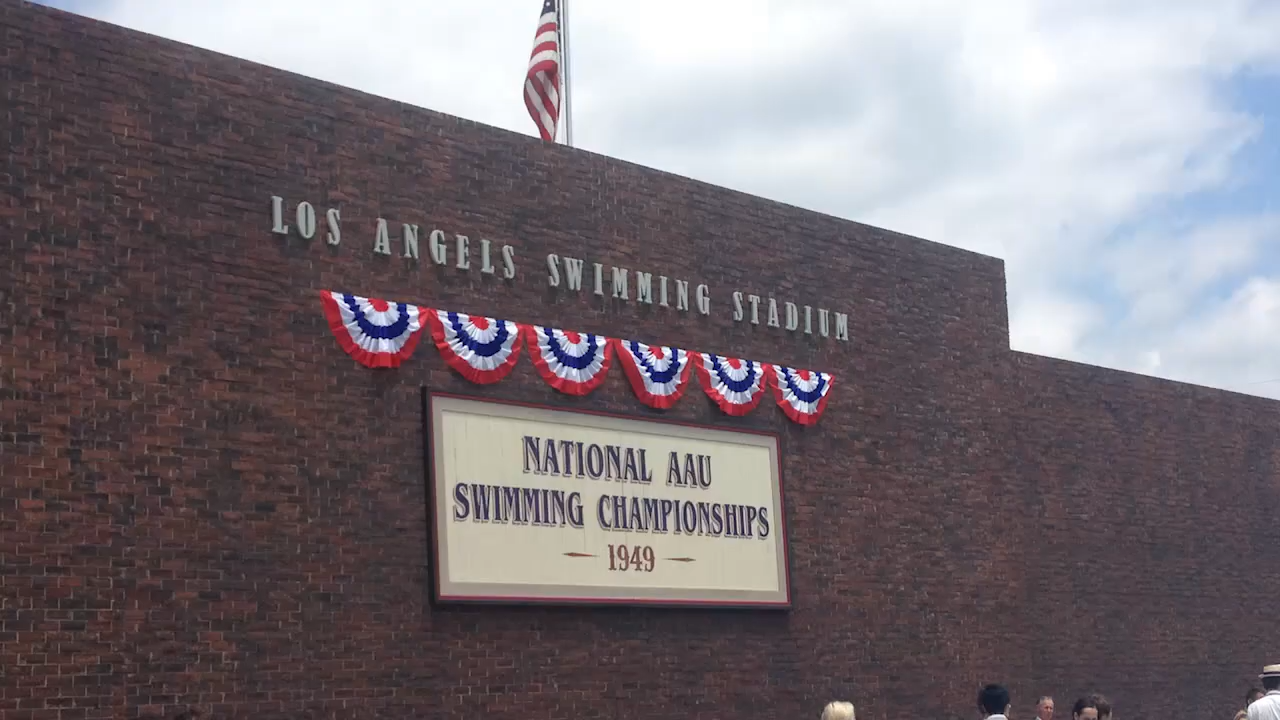 LOS ANGELS SWIMMING STADIUM
NATIONAL AAU
SWIMMING CHAMPIONSHIPS
1949